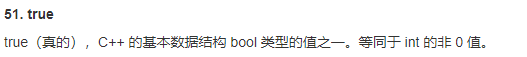 51. true
true（真的），C++ 的基本数据结构 bool 类型的值之一。等同于 int 的非 0 值。